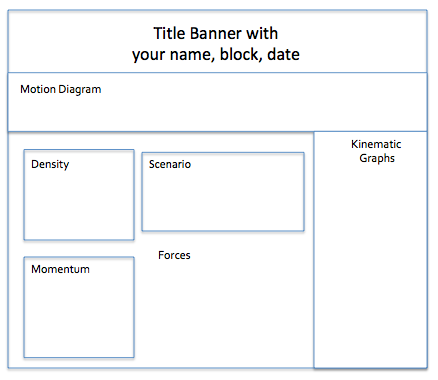 Title Banner with
your name, block, date
Motion Diagram
Kinematic
Graphs
Density
Scenario
Forces
Momentum